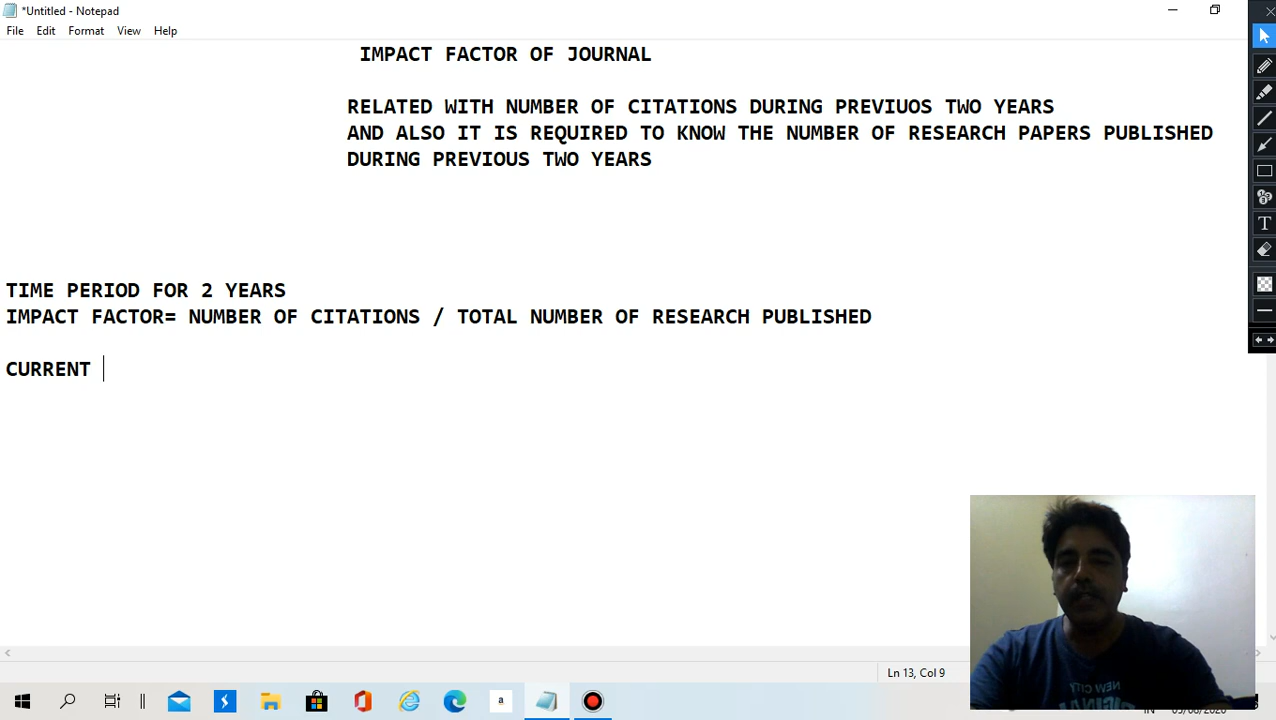 *Untitled - Notepad
File Edit Format View Help
IMPACT FACTOR OF JOURNAL
RELATED WITH NUMBER OF CITATIONS DURING PREVIUOS TWO YEARS
AND ALSO IT IS REQUIRED TO KNOW THE NUMBER OF RESEARCH PAPERS PUBLISHED
DURING PREVIOUS TWO YEARS
TIME PERIOD FOR 2 YEARS
IMPACT FACTOR= NUMBER OF CITATIONS / TOTAL NUMBER OF RESEARCH PUBLISHED
CURRENT
Ln 13, Col 9
NEW CITY